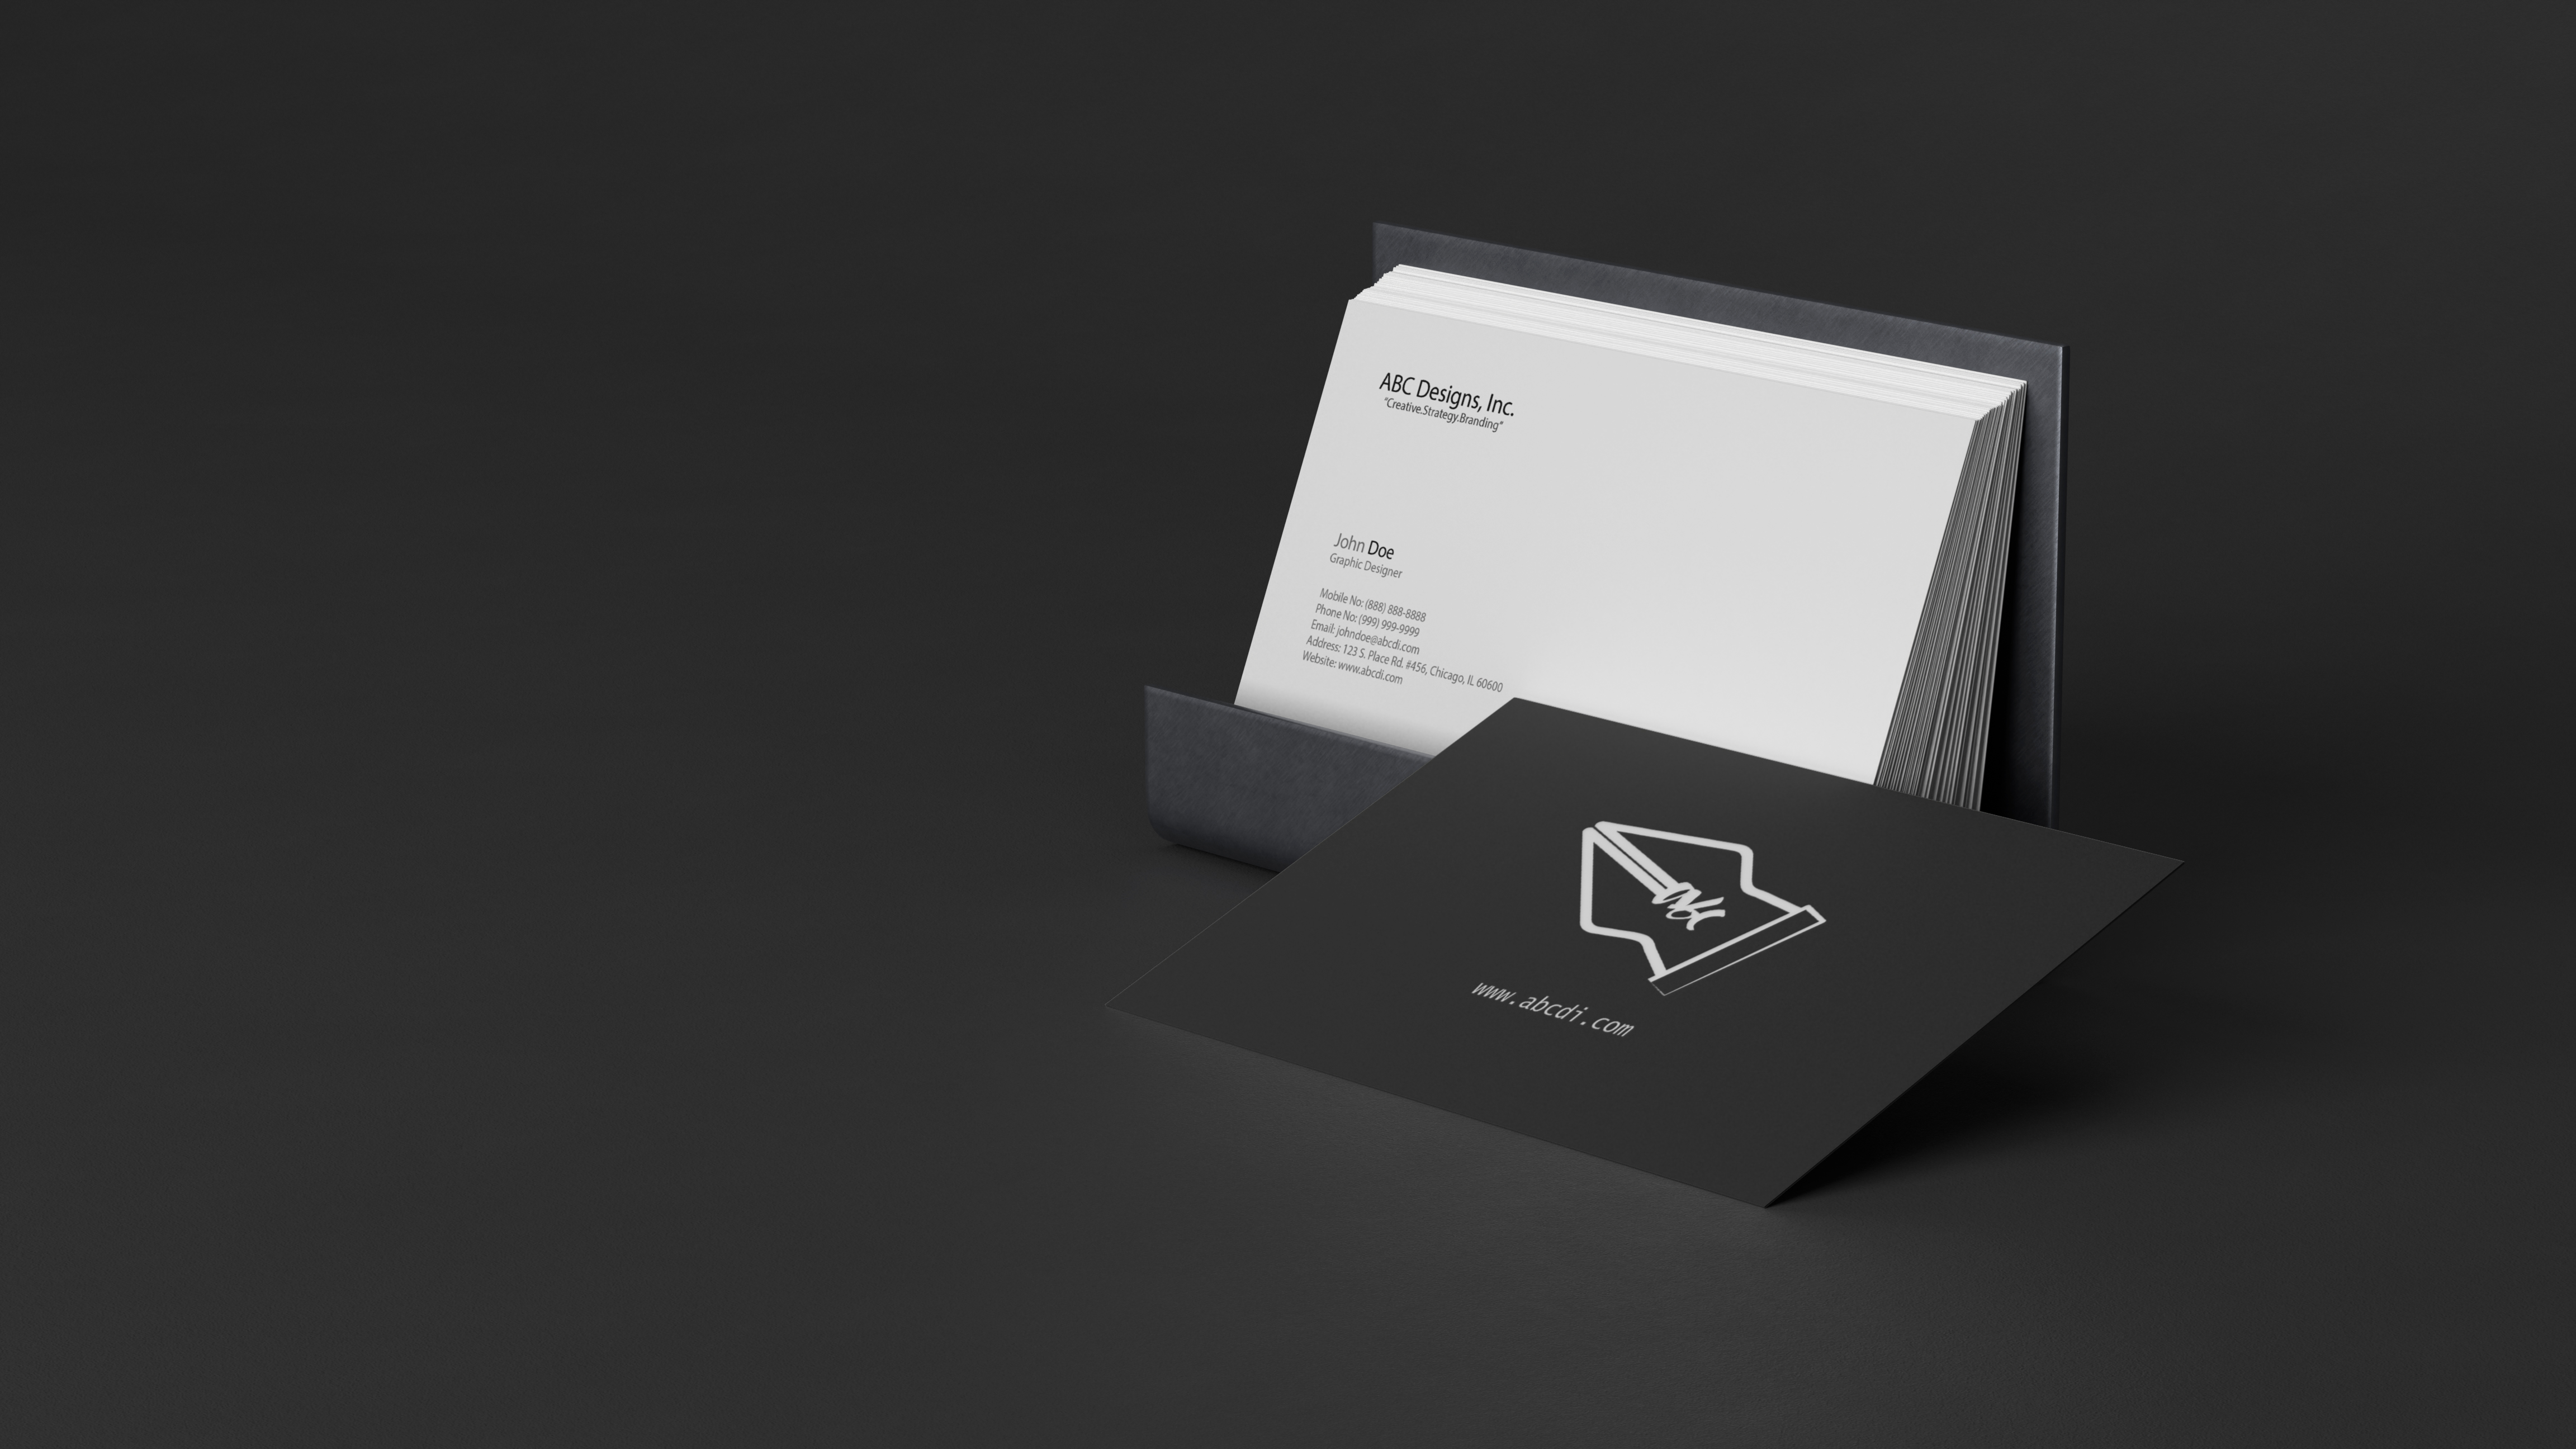 ABC Designs, Inc.
"Creative.Strategy.Branding"
John Doe
Graphic Designer
Mobile No: (888) 888-8888
Phone No: (999) 999-9999
Email: johndoe@abcdi.com
Address: 123 S. Place Rd. #456, Chicago, IL 60600
Website: www.abcdi.com
abc
www.abcdi.com